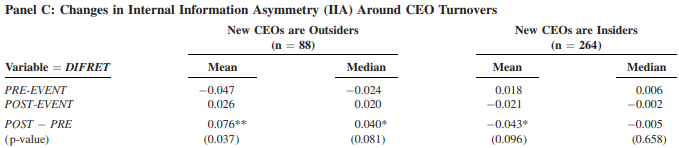 Panel C: Changes in Internal Information Asymmetry (IIA) Around CEO Turnovers
New CEOs are Outsiders New CEOs are Insiders
(n = 88) (n = 264)
Variable = DIFRET Mean Median Mean Median
PRE-EVENT −0.047 −0.024 0.018 0.006
POST-EVENT 0.026 0.020 −0.021 −0.002
POST − PRE 0.076** 0.040* −0.043* −0.005
(p-value) (0.037) (0.081) (0.096) (0.658)